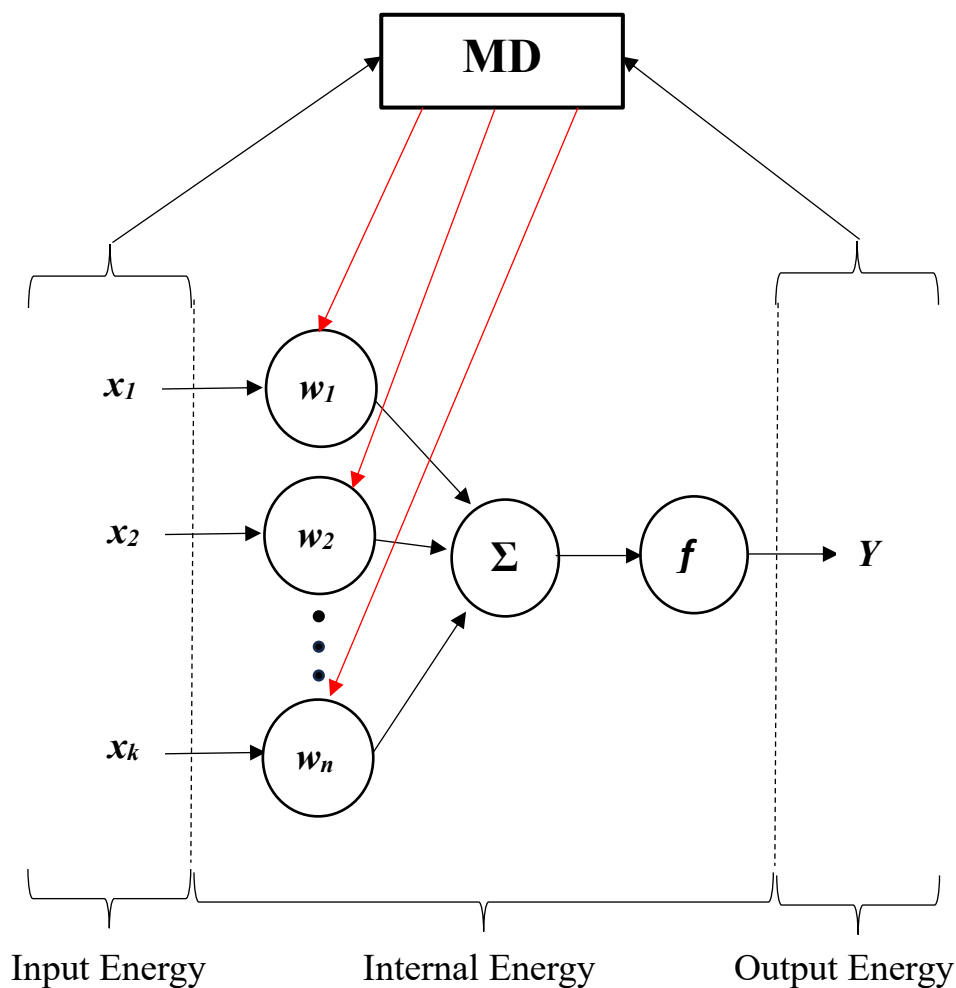 MD
x1
w1
x2
w2
Σ
f
Y
xk
wn
Input Energy
Internal Energy
Output Energy